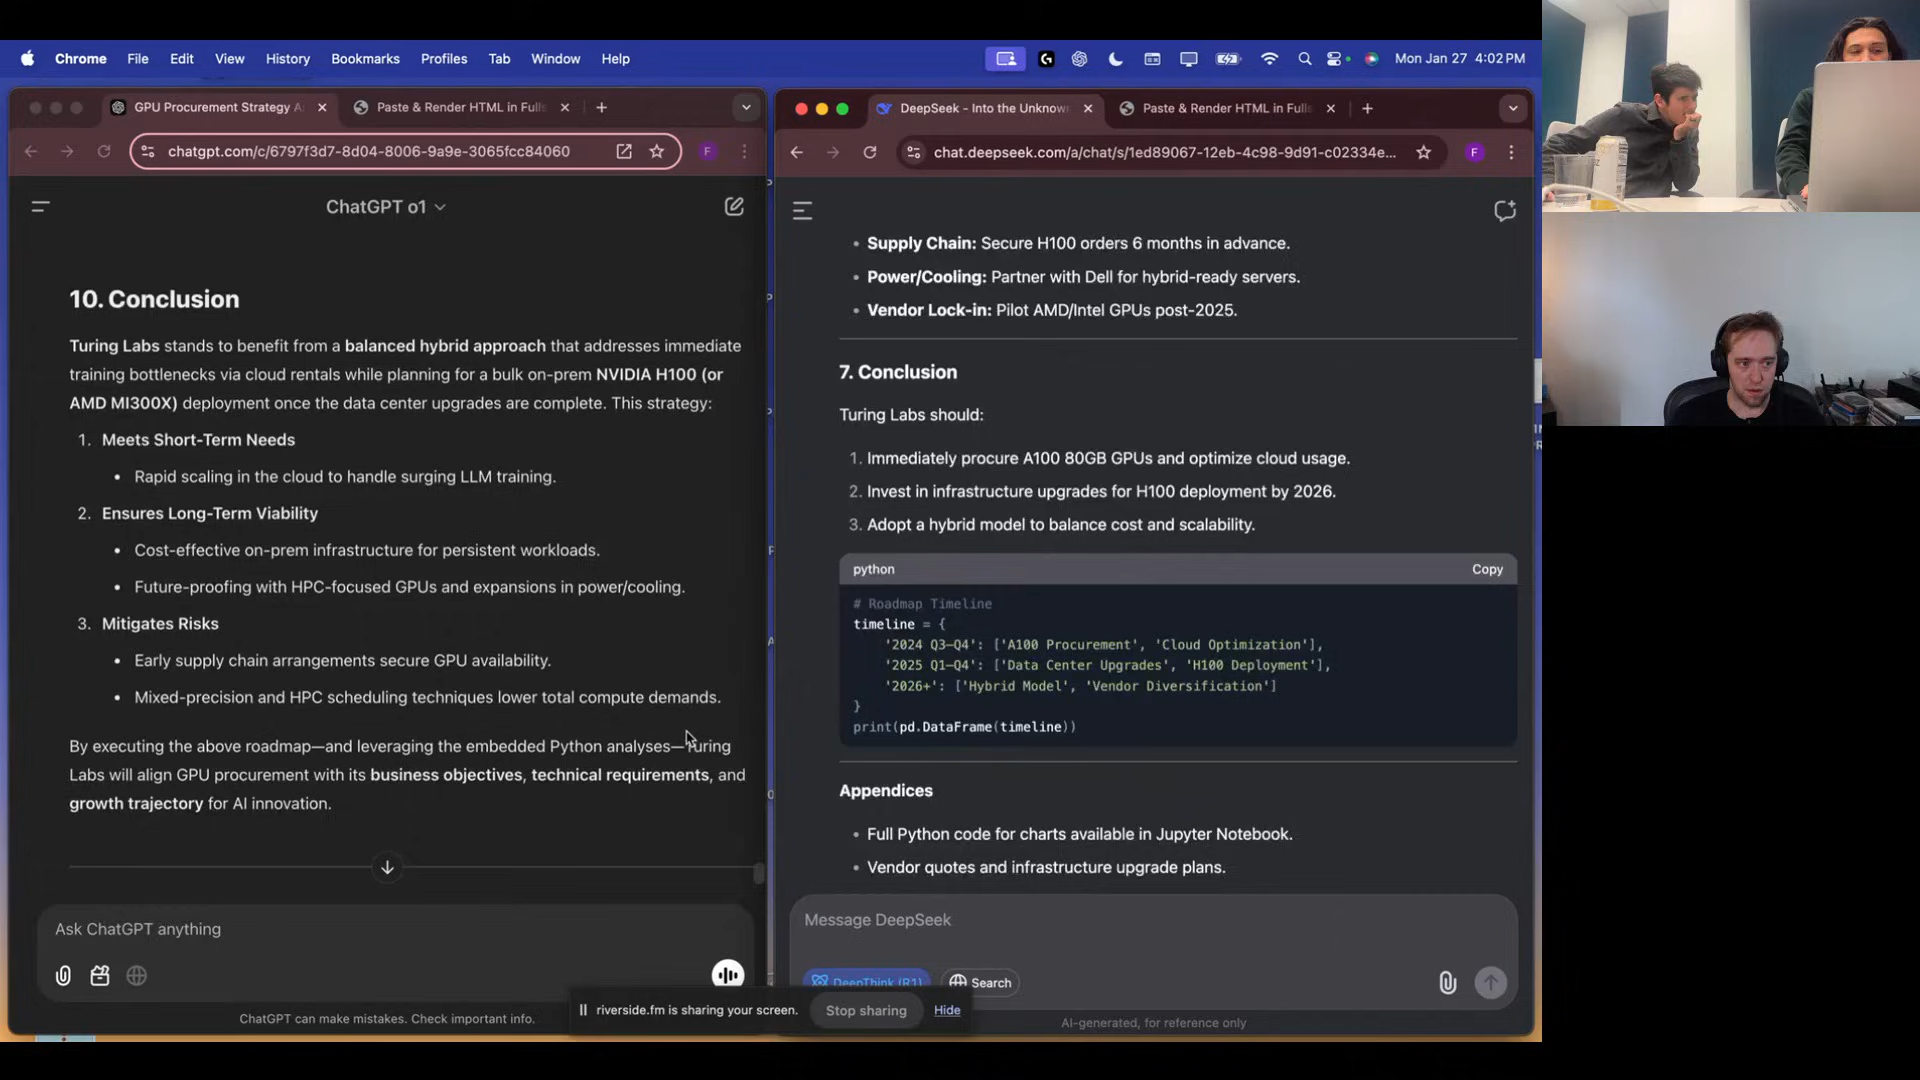 Chrome File Edit View History Bookmarks Profiles Tab Window Help
Mon Jan 27 4:02 PM
GPU Procurement Strategy
Paste & Render HTML in Full
chatgpt.com/c/6797f3d7-8d04-8006-9a9e-3065fcc84060
F
ChatGPT o1
10. Conclusion
Turing Labs stands to benefit from a balanced hybrid approach that addresses immediate
training bottlenecks via cloud rentals while planning for a bulk on-prem NVIDIA H100 (or
AMD MI300X) deployment once the data center upgrades are complete. This strategy:
1. Meets Short-Term Needs
• Rapid scaling in the cloud to handle surging LLM training.
2. Ensures Long-Term Viability
• Cost-effective on-prem infrastructure for persistent workloads.
• Future-proofing with HPC-focused GPUs and expansions in power/cooling.
3. Mitigates Risks
• Early supply chain arrangements secure GPU availability.
• Mixed-precision and HPC scheduling techniques lower total compute demands.
By executing the above roadmap—and leveraging the embedded Python analyses—Turing
Labs will align GPU procurement with its business objectives, technical requirements, and
growth trajectory for AI innovation.
Ask ChatGPT anything
ChatGPT can make mistakes. Check important info.
DeepSeek - Into the Unknown
Paste & Render HTML in Full
chat.deepseek.com/a/chat/s/1ed89067-12eb-4c98-9d91-c02334e...
F
• Supply Chain: Secure H100 orders 6 months in advance.
• Power/Cooling: Partner with Dell for hybrid-ready servers.
• Vendor Lock-in: Pilot AMD/Intel GPUs post-2025.
7. Conclusion
Turing Labs should:
1. Immediately procure A100 80GB GPUs and optimize cloud usage.
2. Invest in infrastructure upgrades for H100 deployment by 2026.
3. Adopt a hybrid model to balance cost and scalability.
python Copy
# Roadmap Timeline
timeline = {
'2024 Q3–Q4': ['A100 Procurement', 'Cloud Optimization'],
'2025 Q1–Q4': ['Data Center Upgrades', 'H100 Deployment'],
'2026+': ['Hybrid Model', 'Vendor Diversification']
}
print(pd.DataFrame(timeline))
Appendices
• Full Python code for charts available in Jupyter Notebook.
• Vendor quotes and infrastructure upgrade plans.
Message DeepSeek
DeepThink (R1) Search
AI-generated, for reference only
riverside.fm is sharing your screen. Stop sharing Hide